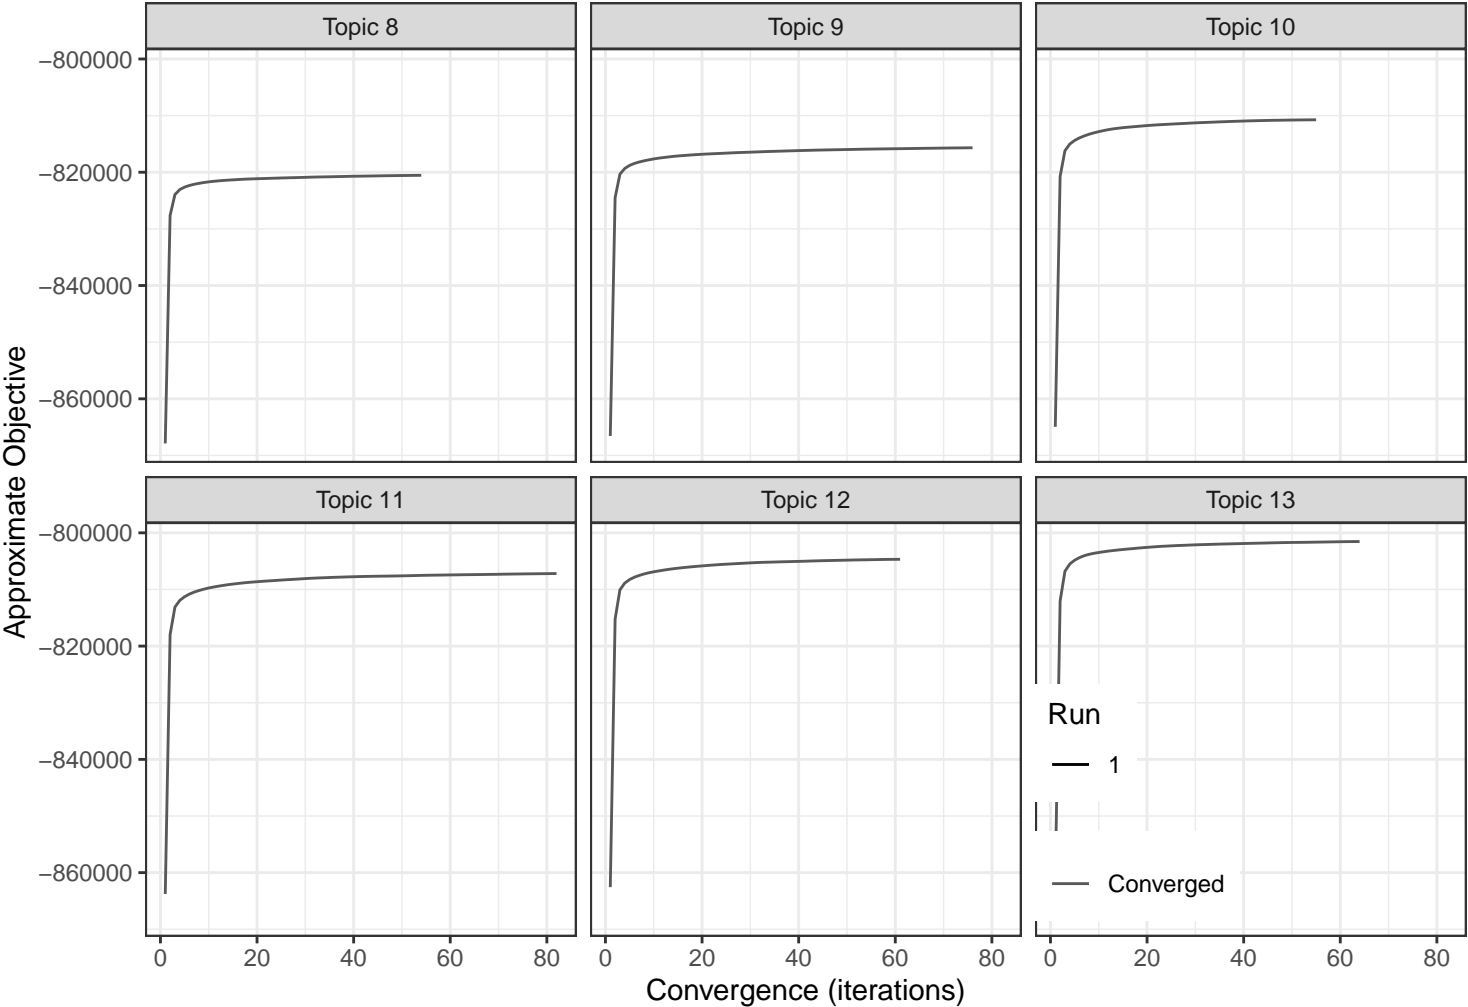 Topic 8
Topic 9
Topic 10
−800000
−820000
−840000
−860000
Topic 11
Topic 12
Topic 13
−800000
−820000
−840000
−860000
Run
1
Converged
0 20 40 60 80
0 20 40 60 80
0 20 40 60 80
Convergence (iterations)
Approximate Objective